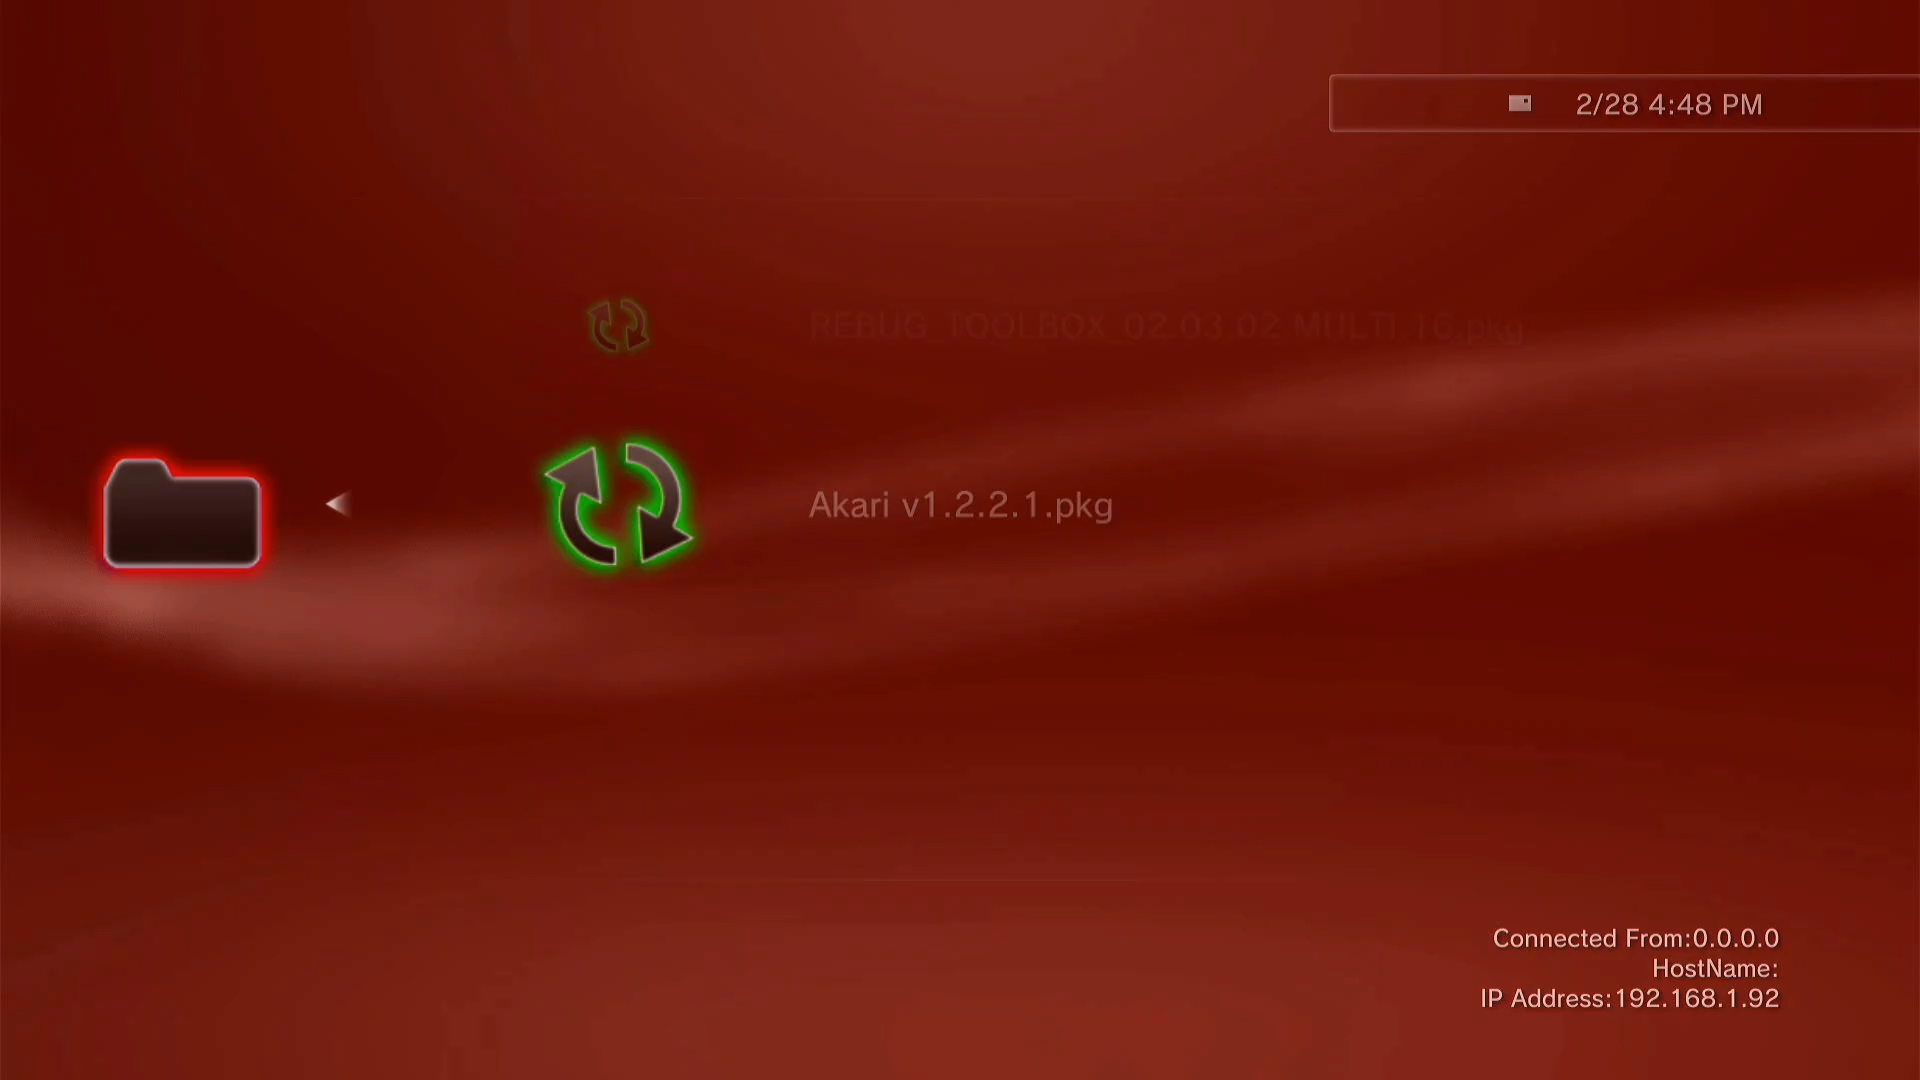 2/28 4:48 PM
REBUG_TOOLBOX_02.03.02 MULTI 16.pkg
Akari v1.2.2.1.pkg
Connected From:0.0.0.0
HostName:
IP Address:192.168.1.92